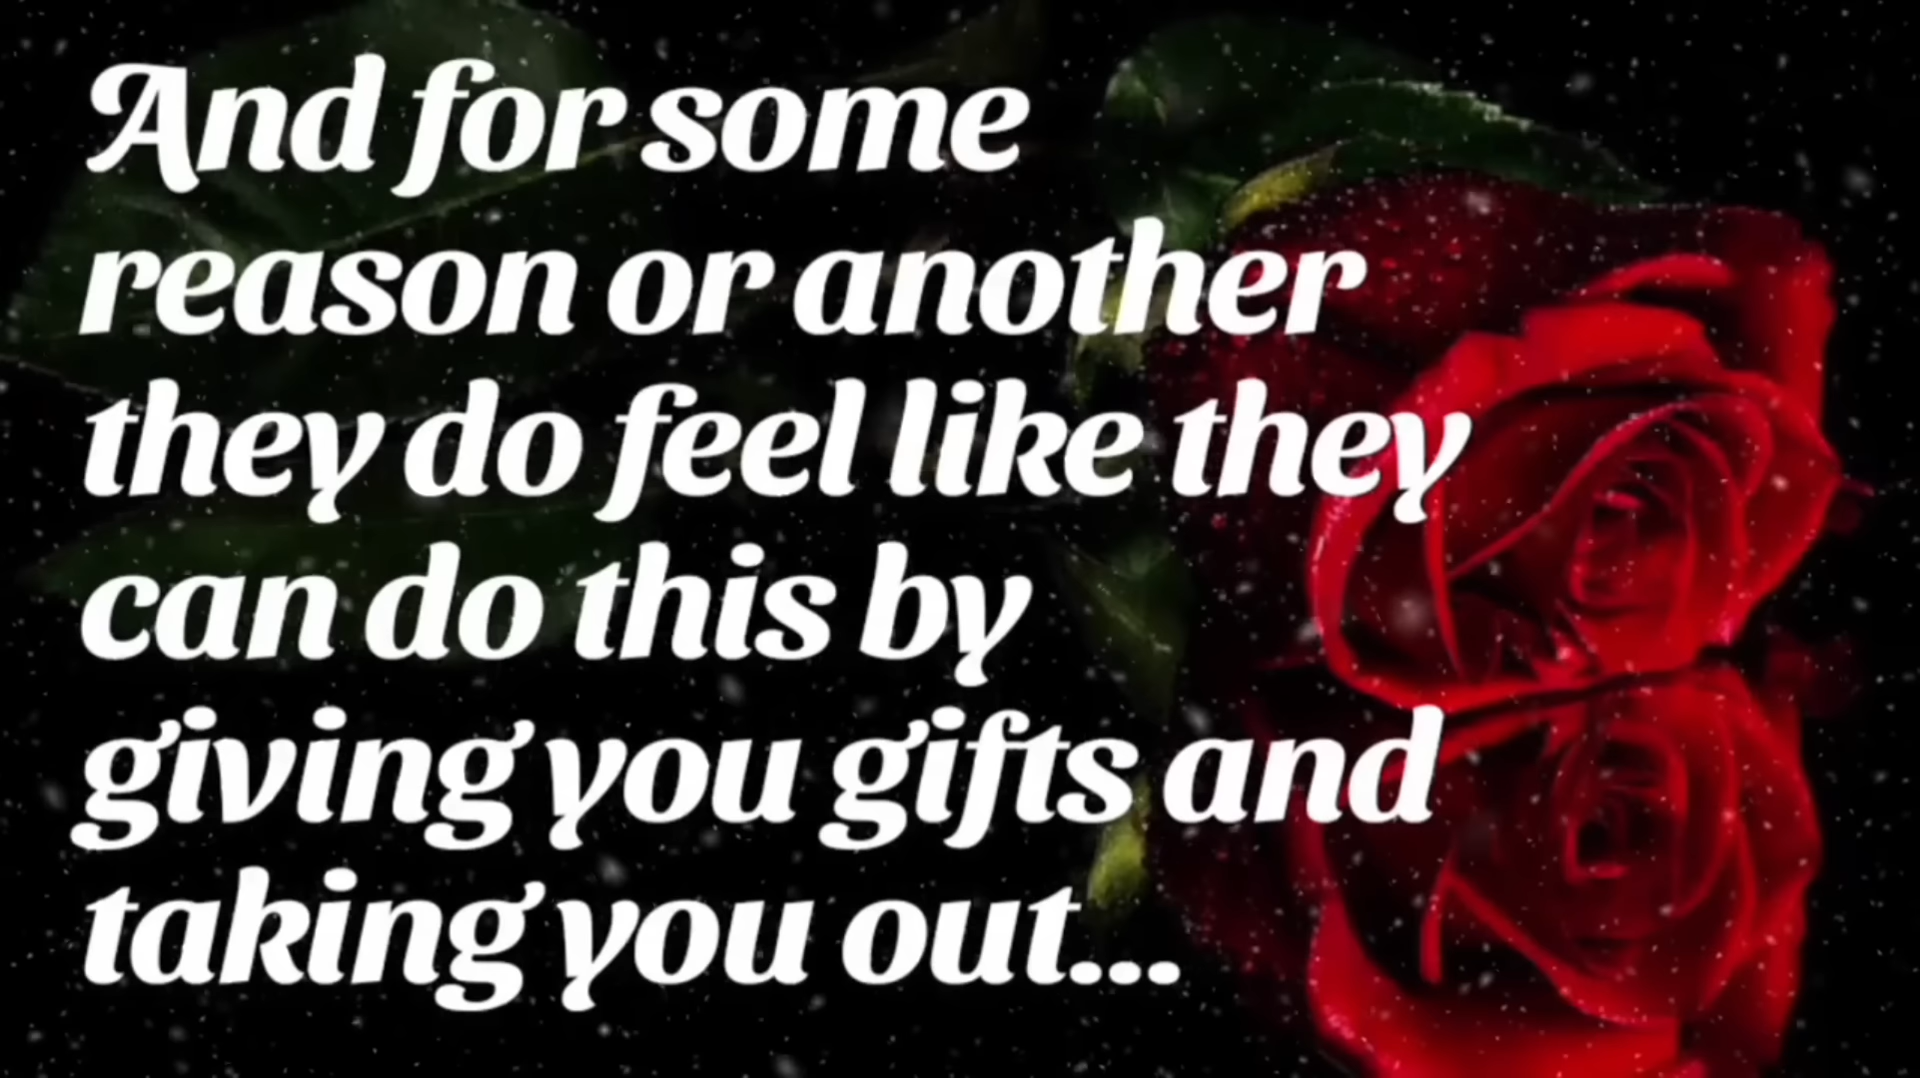 And for some
reason or another
they do feel like they
can do this by
giving you gifts and
taking you out...